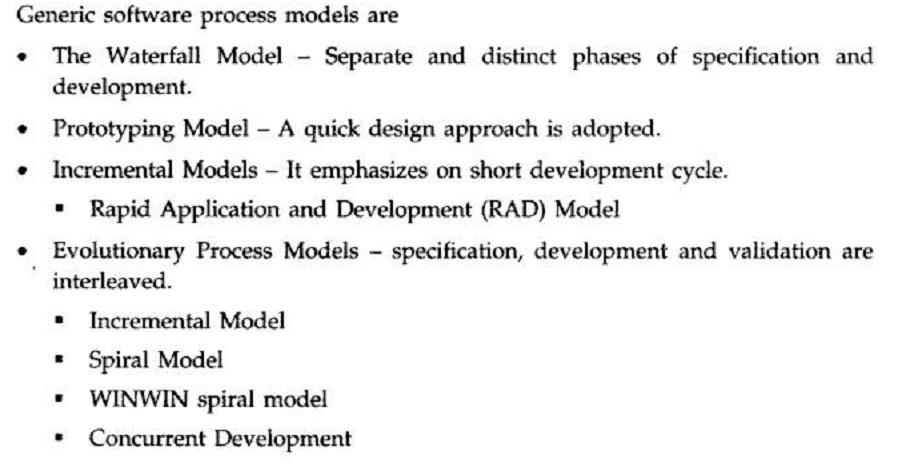 Generic software process models are
• The Waterfall Model – Separate and distinct phases of specification and
development.
• Prototyping Model – A quick design approach is adopted.
• Incremental Models – It emphasizes on short development cycle.
▪ Rapid Application and Development (RAD) Model
• Evolutionary Process Models – specification, development and validation are
interleaved.
▪ Incremental Model
▪ Spiral Model
▪ WINWIN spiral model
▪ Concurrent Development